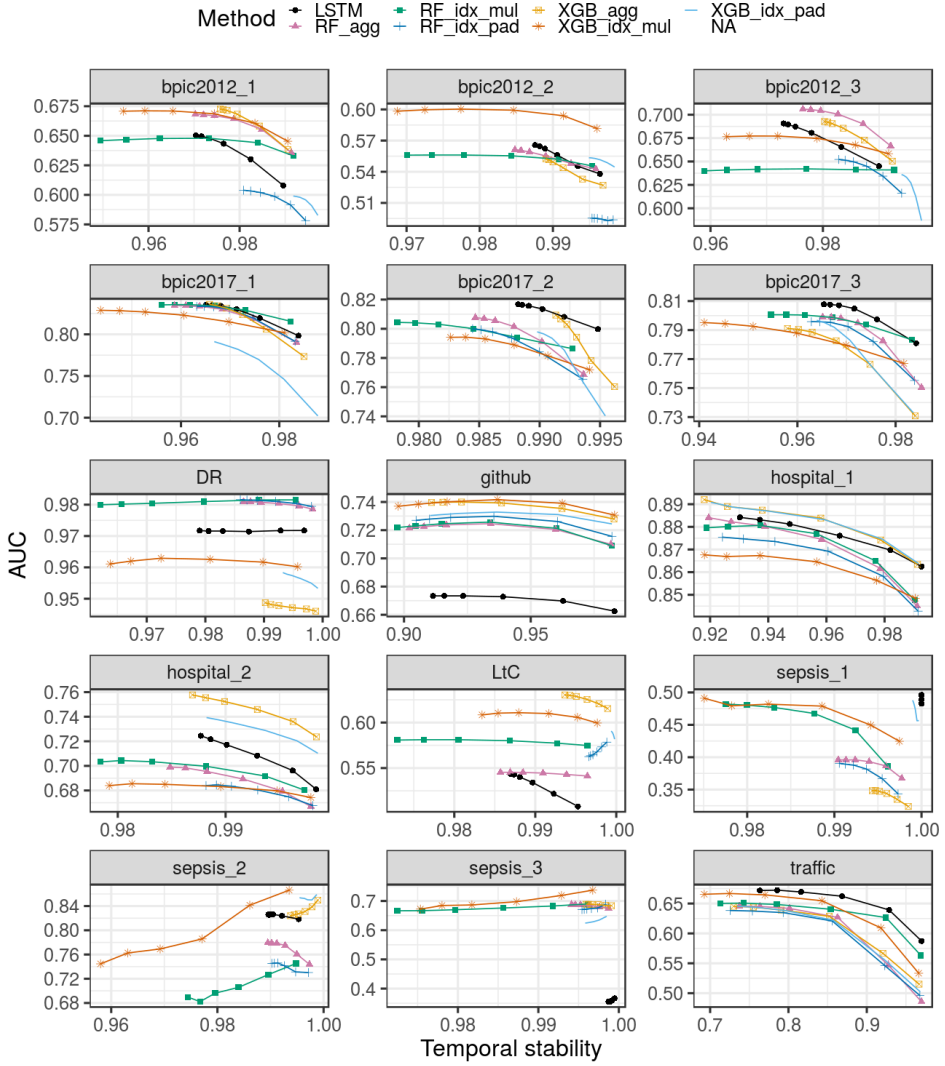 Method LSTM RF_idx_mul XGB_agg XGB_idx_pad
RF_agg RF_idx_pad XGB_idx_mul NA
bpic2012_1 bpic2012_2 bpic2012_3
0.675 0.650 0.625 0.600 0.575
0.96 0.98
0.60 0.57 0.54 0.51
0.97 0.98 0.99
0.700 0.675 0.650 0.625 0.600
0.96 0.98
bpic2017_1 bpic2017_2 bpic2017_3
0.80 0.75 0.70
0.96 0.98
0.82 0.80 0.78 0.76 0.74
0.980 0.985 0.990 0.995
0.81 0.79 0.77 0.75 0.73
0.94 0.96 0.98
DR github hospital_1
0.98 0.97 0.96 0.95
0.97 0.98 0.99 1.00
0.74 0.72 0.70 0.68 0.66
0.90 0.95
0.89 0.88 0.87 0.86 0.85
0.92 0.94 0.96 0.98
AUC
hospital_2 LtC sepsis_1
0.76 0.74 0.72 0.70 0.68
0.98 0.99
0.60 0.55
0.98 0.99 1.00
0.50 0.45 0.40 0.35
0.98 0.99 1.00
sepsis_2 sepsis_3 traffic
0.84 0.80 0.76 0.72 0.68
0.96 0.98 1.00
0.7 0.6 0.5 0.4
0.98 0.99 1.00
0.65 0.60 0.55 0.50
0.7 0.8 0.9
Temporal stability